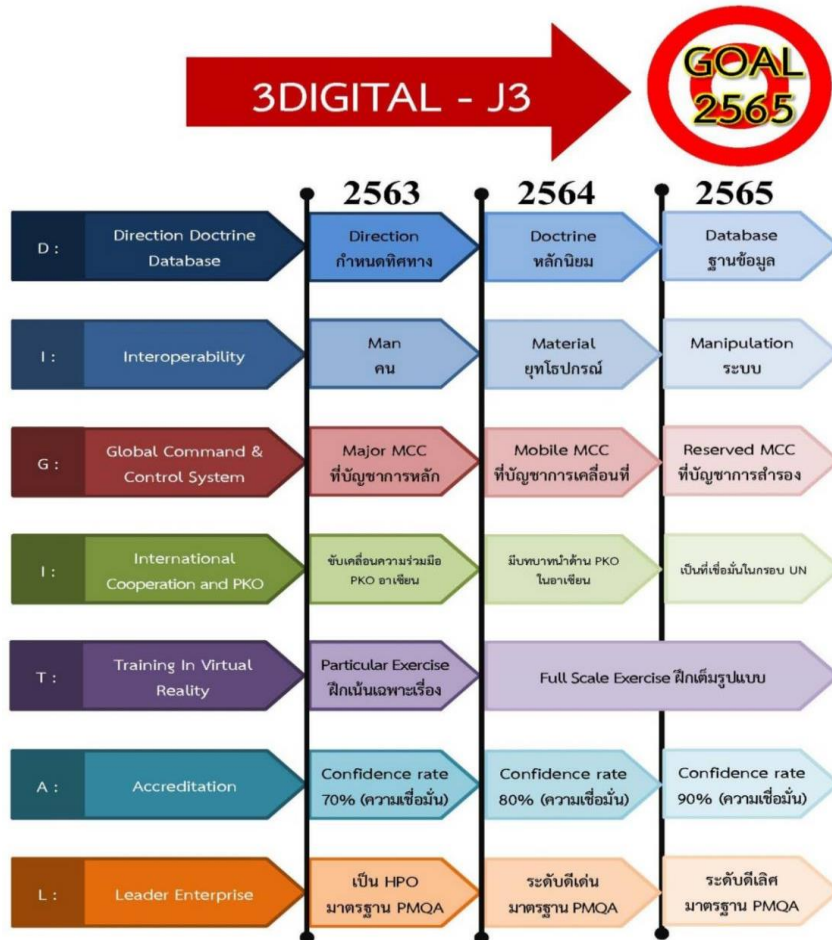 3DIGITAL - J3
GOAL
2565
2563
2564
2565
D :
Direction Doctrine
Database
Direction
กำหนดทิศทาง
Doctrine
หลักนิยม
Database
ฐานข้อมูล
I :
Interoperability
Man
คน
Material
ยุทโธปกรณ์
Manipulation
ระบบ
G :
Global Command &
Control System
Major MCC
ที่บัญชาการหลัก
Mobile MCC
ที่บัญชาการเคลื่อนที่
Reserved MCC
ที่บัญชาการสำรอง
I :
International
Cooperation and PKO
ขับเคลื่อนความร่วมมือ
PKO อาเซียน
มีบทบาทนำด้าน PKO
ในอาเซียน
เป็นที่เชื่อมั่นในกรอบ UN
T :
Training In Virtual
Reality
Particular Exercise
ฝึกเน้นเฉพาะเรื่อง
Full Scale Exercise ฝึกเต็มรูปแบบ
A :
Accreditation
Confidence rate
70% (ความเชื่อมั่น)
Confidence rate
80% (ความเชื่อมั่น)
Confidence rate
90% (ความเชื่อมั่น)
L :
Leader Enterprise
เป็น HPO
มาตรฐาน PMQA
ระดับดีเด่น
มาตรฐาน PMQA
ระดับดีเลิศ
มาตรฐาน PMQA